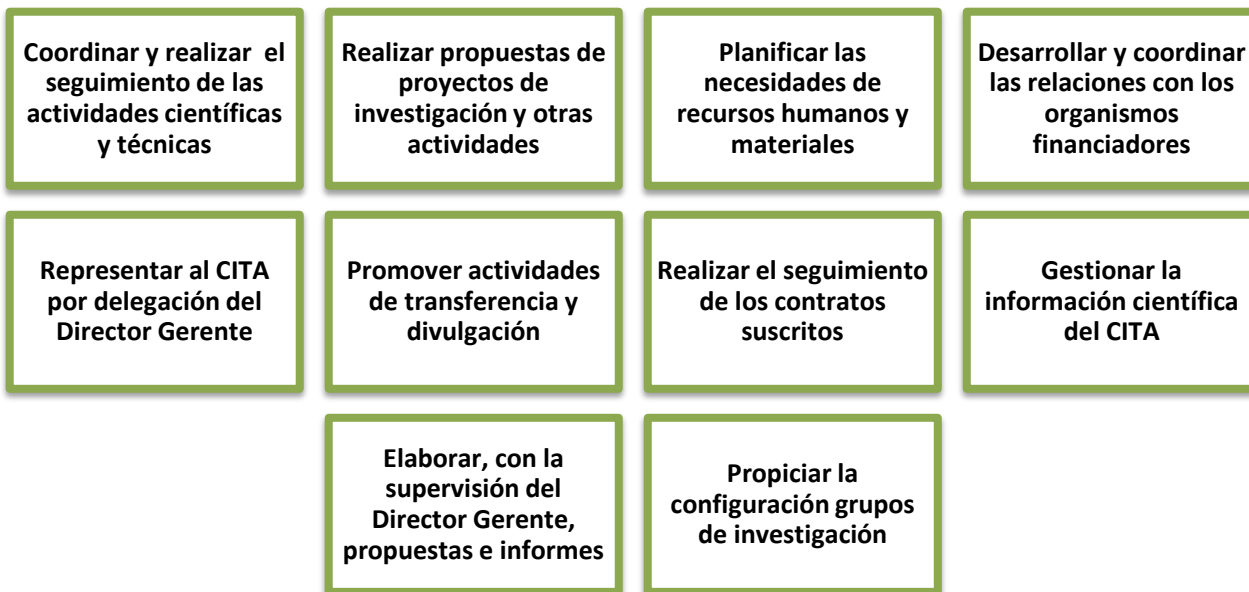 Coordinar y realizar  el
seguimiento de las
actividades científicas
y técnicas
Realizar propuestas de
proyectos de
investigación y otras
actividades
Planificar las
necesidades de
recursos humanos y
materiales
Desarrollar y coordinar
las relaciones con los
organismos
financiadores
Representar al CITA
por delegación del
Director Gerente
Promover actividades
de transferencia y
divulgación
Realizar el seguimiento
de los contratos
suscritos
Gestionar la
información científica
del CITA
Elaborar, con la
supervisión del
Director Gerente,
propuestas e informes
Propiciar la
configuración grupos
de investigación